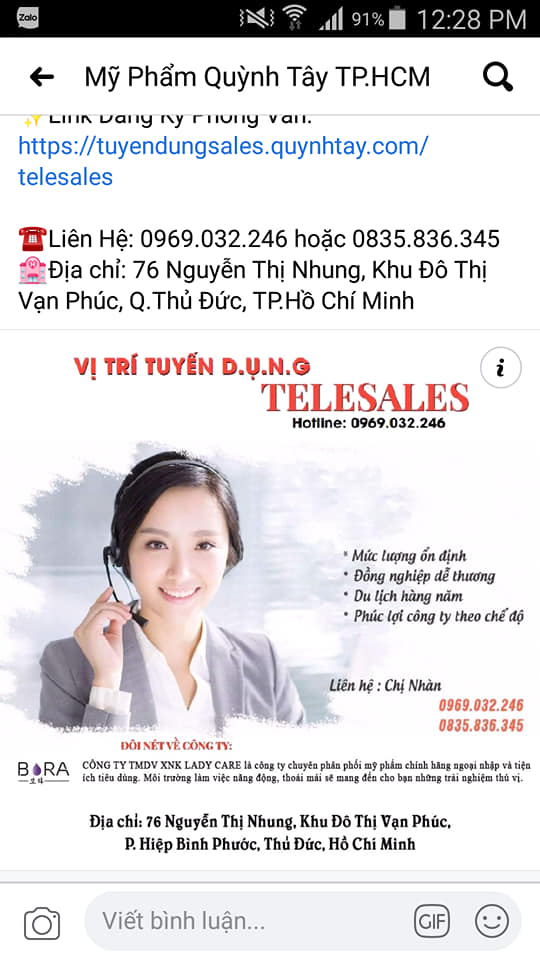 Zalo
91%
12:28 PM
Mỹ Phẩm Quỳnh Tây TP.HCM
Link Đăng Ký Phỏng Vấn:
https://tuyendungsales.quynhtay.com/
telesales
Liên Hệ: 0969.032.246 hoặc 0835.836.345
Địa chỉ: 76 Nguyễn Thị Nhung, Khu Đô Thị
Vạn Phúc, Q.Thủ Đức, TP.Hồ Chí Minh
VỊ TRÍ TUYỂN D.Ụ.N.G
TELESALES
Hotline: 0969.032.246
* Mức lượng ổn định
* Đồng nghiệp dễ thương
* Du lịch hàng năm
* Phúc lợi công ty theo chế độ
Liên hệ : Chị Nhàn
0969.032.246
0835.836.345
ĐÔI NÉT VỀ CÔNG TY:
BORA
CÔNG TY TMDV XNK LADY CARE là công ty chuyên phân phối mỹ phẩm chính hãng ngoại nhập và tiện
ích tiêu dùng. Môi trường làm việc năng động, thoải mái sẽ mang đến cho bạn những trải nghiệm thú vị.
Địa chỉ: 76 Nguyễn Thị Nhung, Khu Đô Thị Vạn Phúc,
P. Hiệp Bình Phước, Thủ Đức, Hồ Chí Minh
Viết bình luận...
GIF